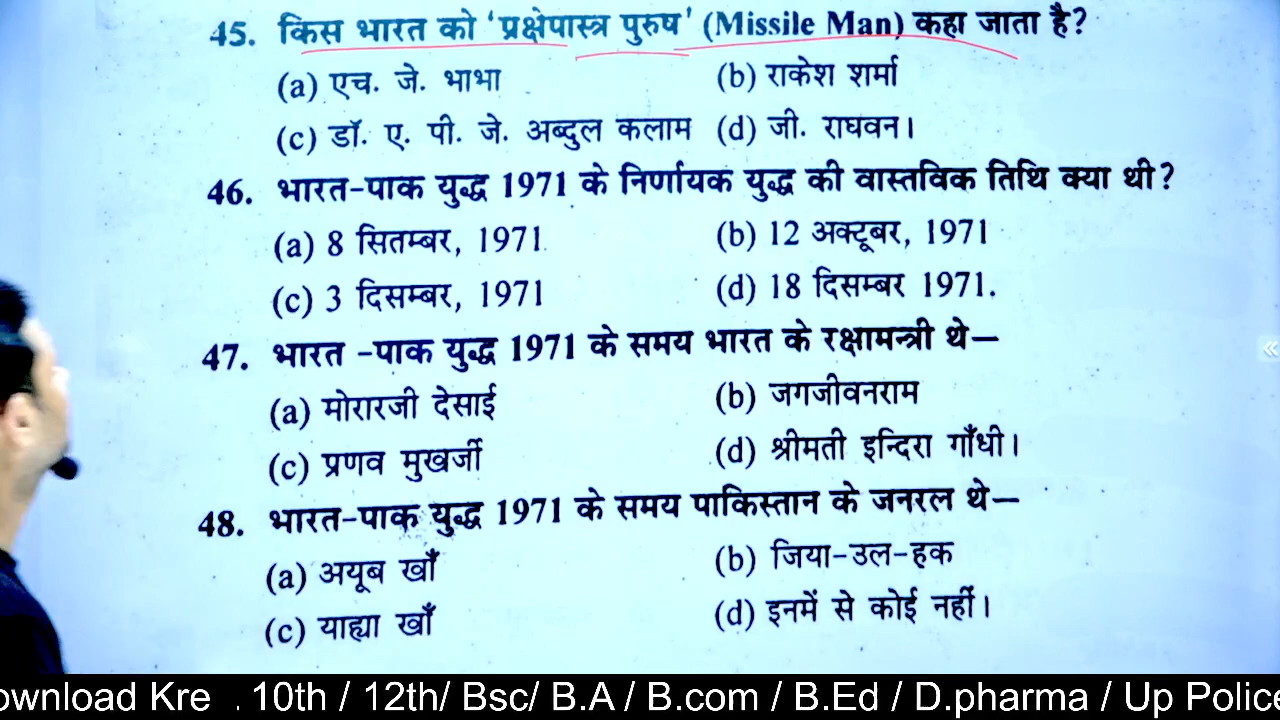 45. किस भारत को 'प्रक्षेपास्त्र पुरुष' (Missile Man) कहा जाता है?
(a) एच. जे. भाभा (b) राकेश शर्मा
(c) डॉ. ए. पी. जे. अब्दुल कलाम (d) जी. राघवन।
46. भारत-पाक युद्ध 1971 के निर्णायक युद्ध की वास्तविक तिथि क्या थी?
(a) 8 सितम्बर, 1971 (b) 12 अक्टूबर, 1971
(c) 3 दिसम्बर, 1971 (d) 18 दिसम्बर 1971.
47. भारत -पाक युद्ध 1971 के समय भारत के रक्षामन्त्री थे—
(a) मोरारजी देसाई (b) जगजीवनराम
(c) प्रणव मुखर्जी (d) श्रीमती इन्दिरा गाँधी।
48. भारत-पाक युद्ध 1971 के समय पाकिस्तान के जनरल थे—
(a) अयूब खाँ (b) जिया-उल-हक
(c) याह्या खाँ (d) इनमें से कोई नहीं।
ownload Kre . 10th / 12th/ Bsc/ B.A / B.com / B.Ed / D.pharma / Up Police